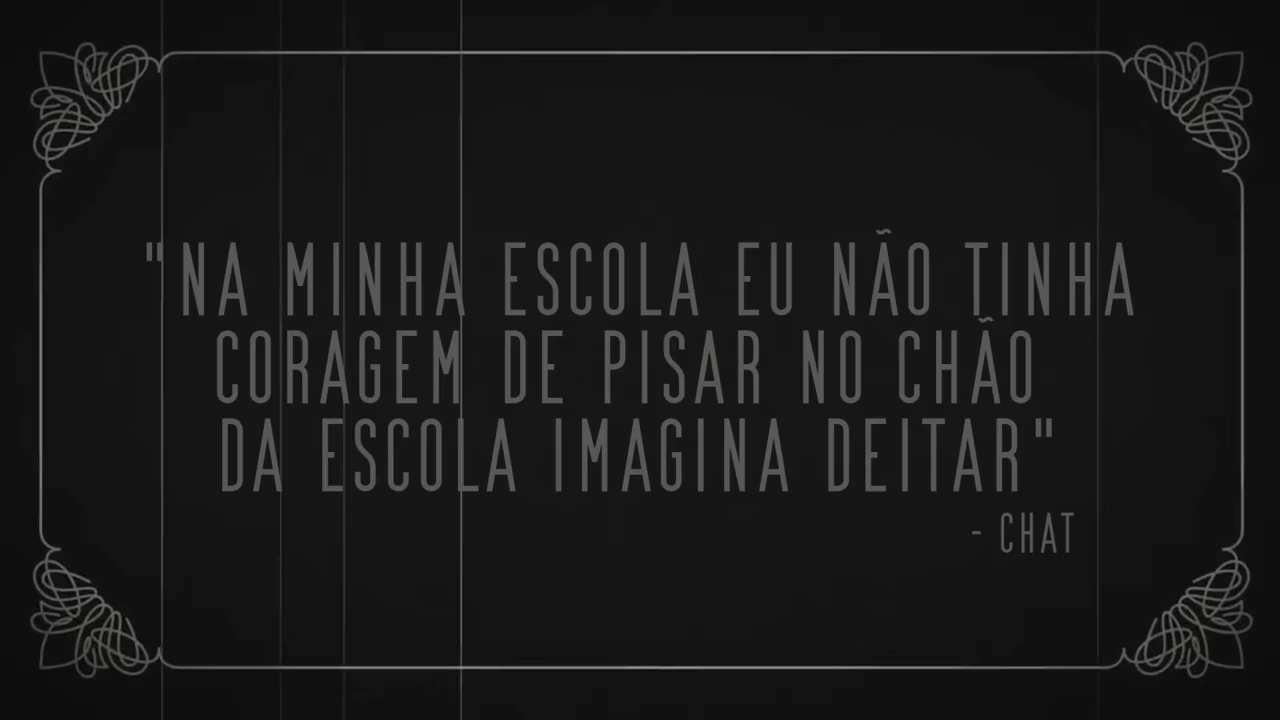 "NA MINHA ESCOLA EU NÃO TINHA
CORAGEM DE PISAR NO CHÃO
DA ESCOLA IMAGINA DEITAR"
- CHAT